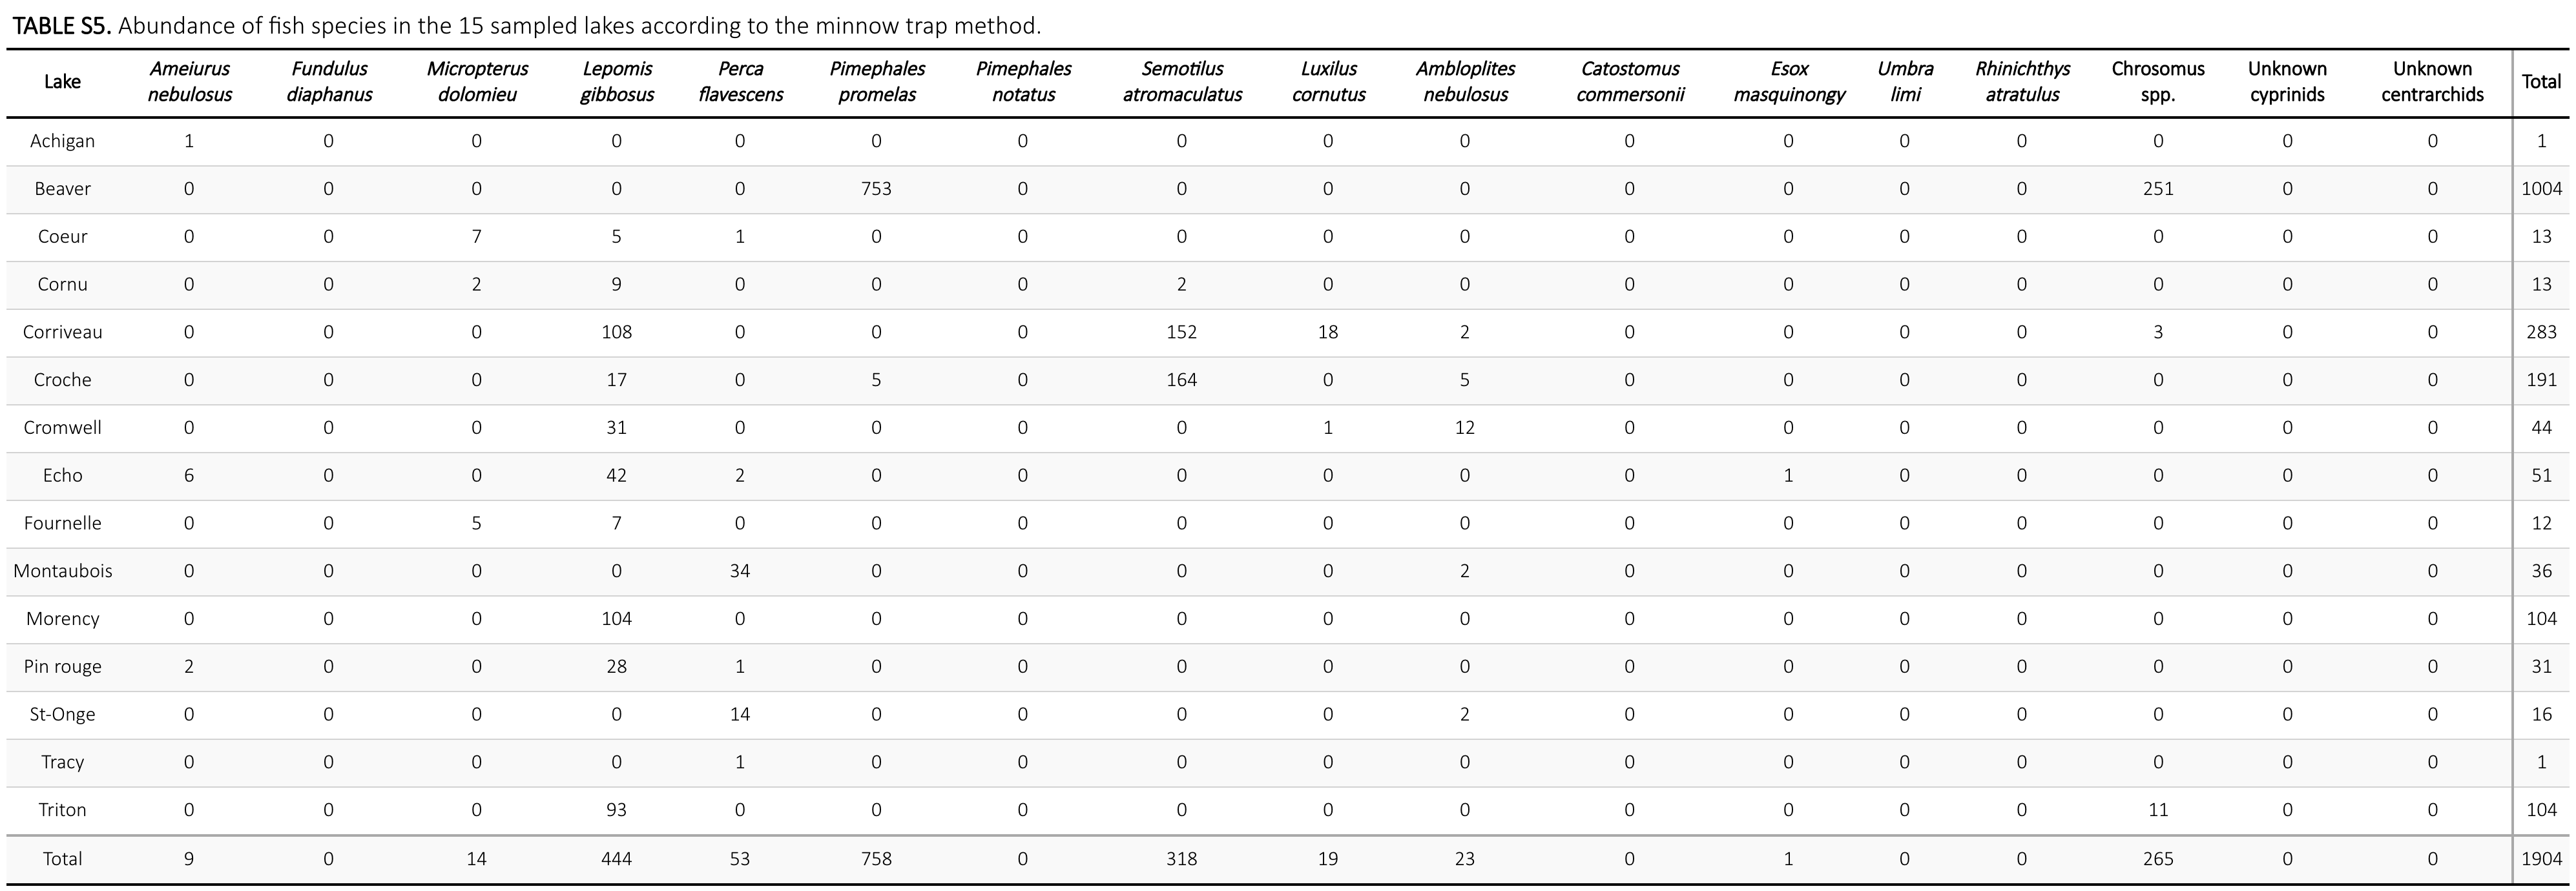 TABLE S5. Abundance of fish species in the 15 sampled lakes according to the minnow trap method.
Lake Ameiurus nebulosus Fundulus diaphanus Micropterus dolomieu Lepomis gibbosus Perca flavescens Pimephales promelas Pimephales notatus Semotilus atromaculatus Luxilus cornutus Ambloplites nebulosus Catostomus commersonii Esox masquinongy Umbra limi Rhinichthys atratulus Chrosomus spp. Unknown cyprinids Unknown centrarchids Total
Achigan 1 0 0 0 0 0 0 0 0 0 0 0 0 0 0 0 0 1
Beaver 0 0 0 0 0 753 0 0 0 0 0 0 0 0 251 0 0 1004
Coeur 0 0 7 5 1 0 0 0 0 0 0 0 0 0 0 0 0 13
Cornu 0 0 2 9 0 0 0 2 0 0 0 0 0 0 0 0 0 13
Corriveau 0 0 0 108 0 0 0 152 18 2 0 0 0 0 3 0 0 283
Croche 0 0 0 17 0 5 0 164 0 5 0 0 0 0 0 0 0 191
Cromwell 0 0 0 31 0 0 0 0 1 12 0 0 0 0 0 0 0 44
Echo 6 0 0 42 2 0 0 0 0 0 0 1 0 0 0 0 0 51
Fournelle 0 0 5 7 0 0 0 0 0 0 0 0 0 0 0 0 0 12
Montaubois 0 0 0 0 34 0 0 0 0 2 0 0 0 0 0 0 0 36
Morency 0 0 0 104 0 0 0 0 0 0 0 0 0 0 0 0 0 104
Pin rouge 2 0 0 28 1 0 0 0 0 0 0 0 0 0 0 0 0 31
St-Onge 0 0 0 0 14 0 0 0 0 2 0 0 0 0 0 0 0 16
Tracy 0 0 0 0 1 0 0 0 0 0 0 0 0 0 0 0 0 1
Triton 0 0 0 93 0 0 0 0 0 0 0 0 0 0 11 0 0 104
Total 9 0 14 444 53 758 0 318 19 23 0 1 0 0 265 0 0 1904